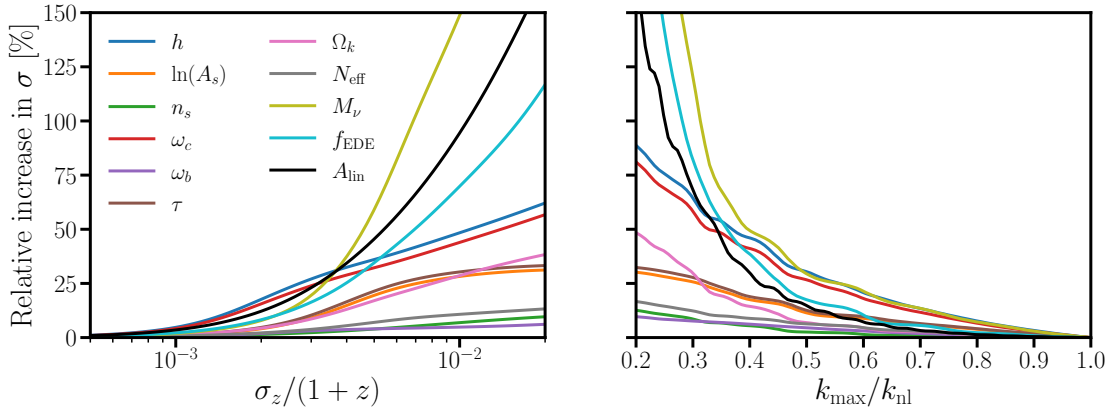 Relative increase in σ [%]
150
125
100
75
50
25
0
h
ln(A_s)
n_s
ω_c
ω_b
τ
Ω_k
N_eff
M_ν
f_EDE
A_lin
10^{-3}
10^{-2}
σ_z/(1 + z)
0.2 0.3 0.4 0.5 0.6 0.7 0.8 0.9 1.0
k_max/k_nl